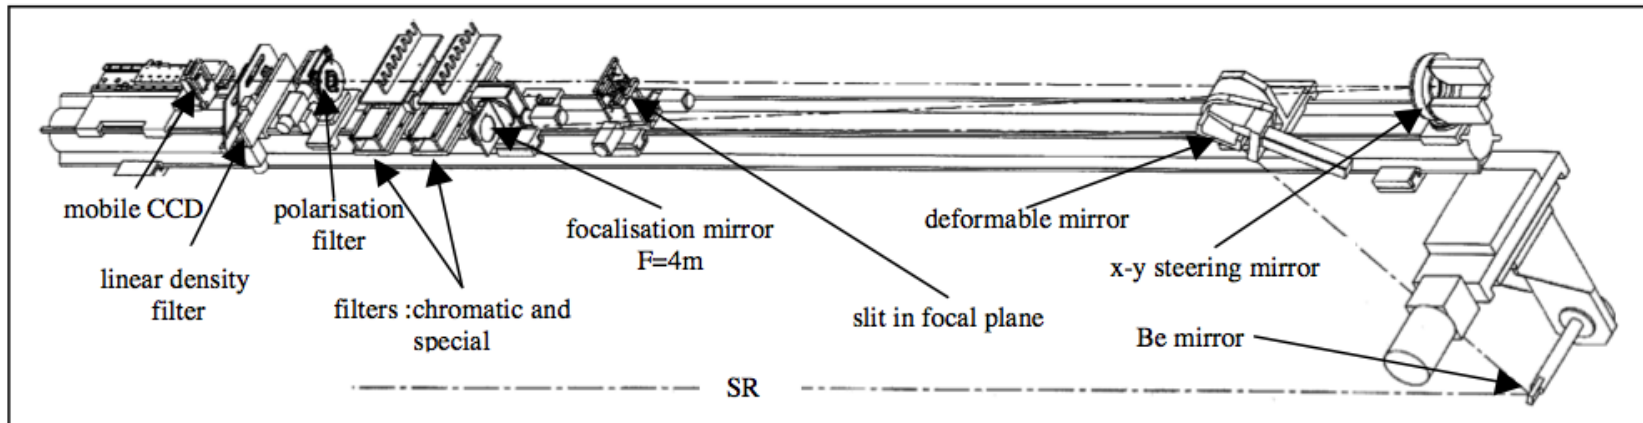 mobile CCD
polarisation
filter
linear density
filter
filters :chromatic and
special
focalisation mirror
F=4m
slit in focal plane
deformable mirror
x-y steering mirror
Be mirror
SR